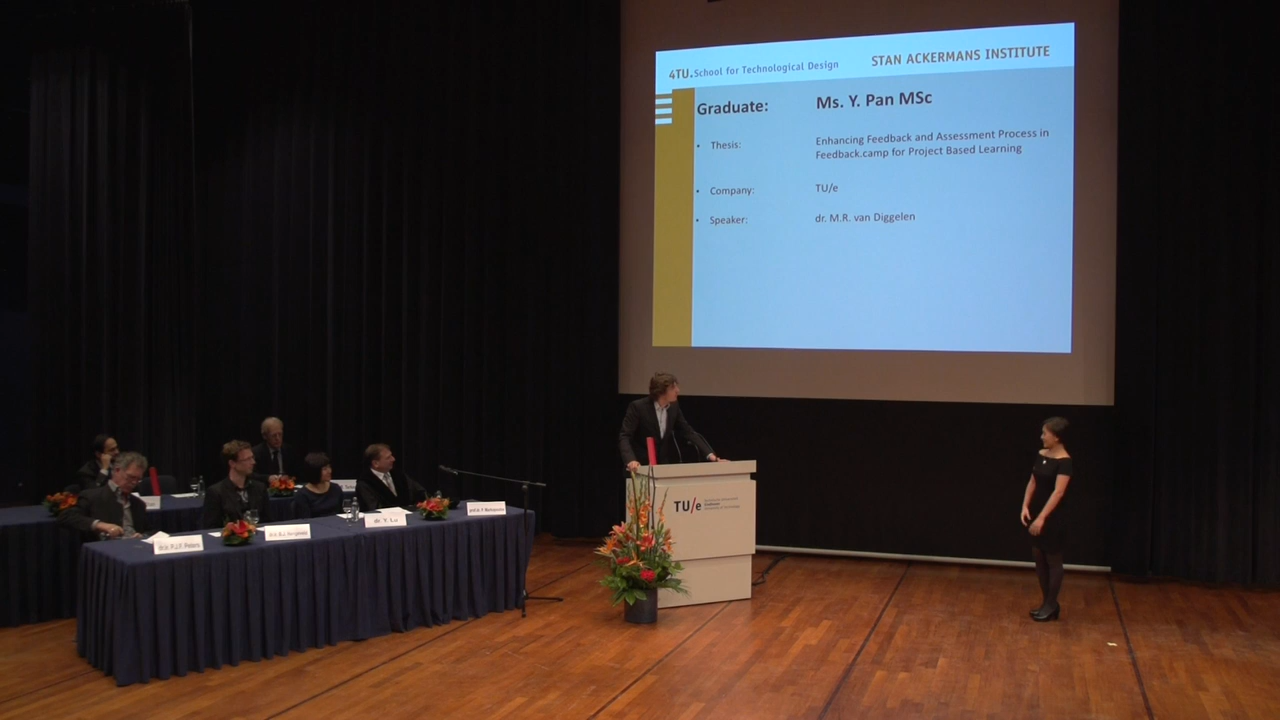 4TU. School for Technological Design
STAN ACKERMANS INSTITUTE
Graduate: Ms. Y. Pan MSc
• Thesis: Enhancing Feedback and Assessment Process in
Feedback.camp for Project Based Learning
• Company: TU/e
• Speaker: dr. M.R. van Diggelen
TU/e
dr. Y. Lu